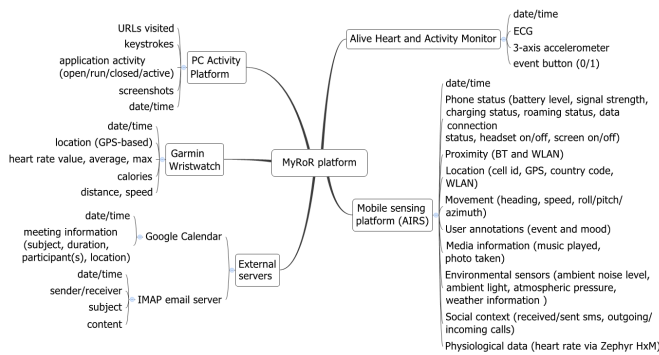 MyRoR platform
PC Activity
Platform
URLs visited
keystrokes
application activity
(open/run/closed/active)
screenshots
date/time
Garmin
Wristwatch
date/time
location (GPS-based)
heart rate value, average, max
calories
distance, speed
External
servers
Google Calendar
date/time
meeting information
(subject, duration,
participant(s), location)
IMAP email server
date/time
sender/receiver
subject
content
Alive Heart and Activity Monitor
date/time
ECG
3-axis accelerometer
event button (0/1)
Mobile sensing
platform (AIRS)
date/time
Phone status (battery level, signal strength,
charging status, roaming status, data
connection
status, headset on/off, screen on/off)
Proximity (BT and WLAN)
Location (cell id, GPS, country code,
WLAN)
Movement (heading, speed, roll/pitch/
azimuth)
User annotations (event and mood)
Media information (music played,
photo taken)
Environmental sensors (ambient noise level,
ambient light, atmospheric pressure,
weather information )
Social context (received/sent sms, outgoing/
incoming calls)
Physiological data (heart rate via Zephyr HxM)